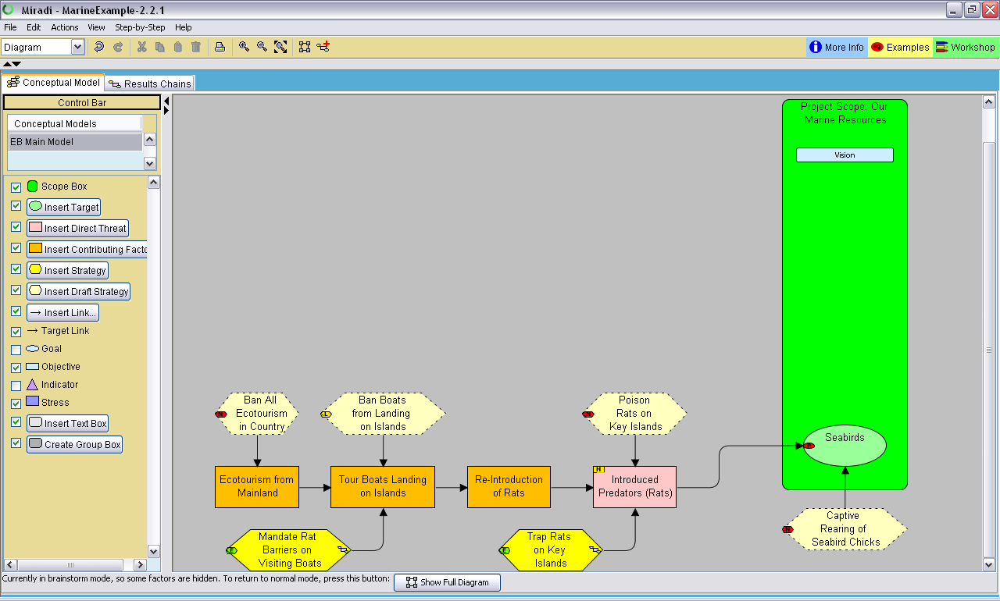 Miradi - MarineExample-2.2.1
File Edit Actions View Step-by-Step Help
Diagram
More Info Examples Workshop
Conceptual Model Results Chains
Control Bar
Conceptual Models
EB Main Model
Scope Box
Insert Target
Insert Direct Threat
Insert Contributing Facto
Insert Strategy
Insert Draft Strategy
Insert Link...
Target Link
Goal
Objective
Indicator
Stress
Insert Text Box
Create Group Box
Project Scope: Our
Marine Resources
Vision
Ban All
Ecotourism
in Country
N
Ban Boats
from Landing
on Islands
L
Poison
Rats on
Key Islands
N
Seabirds
P
Ecotourism from
Mainland
Tour Boats Landing
on Islands
Re-Introduction
of Rats
H
Introduced
Predators (Rats)
Mandate Rat
Barriers on
Visiting Boats
E
Trap Rats
on Key
Islands
E
Captive
Rearing of
Seabird Chicks
N
Currently in brainstorm mode, so some factors are hidden. To return to normal mode, press this button:
Show Full Diagram